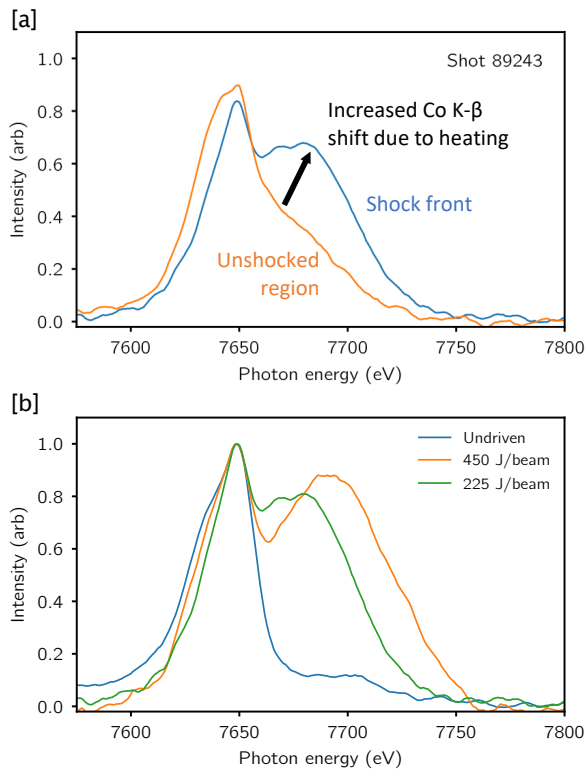 [a]
1.0
0.8
0.6
0.4
0.2
0.0
Intensity (arb)
Shot 89243
Increased Co K-β
shift due to heating
Shock front
Unshocked
region
7600 7650 7700 7750 7800
Photon energy (eV)
[b]
1.0
0.8
0.6
0.4
0.2
0.0
Intensity (arb)
Undriven
450 J/beam
225 J/beam
7600 7650 7700 7750 7800
Photon energy (eV)